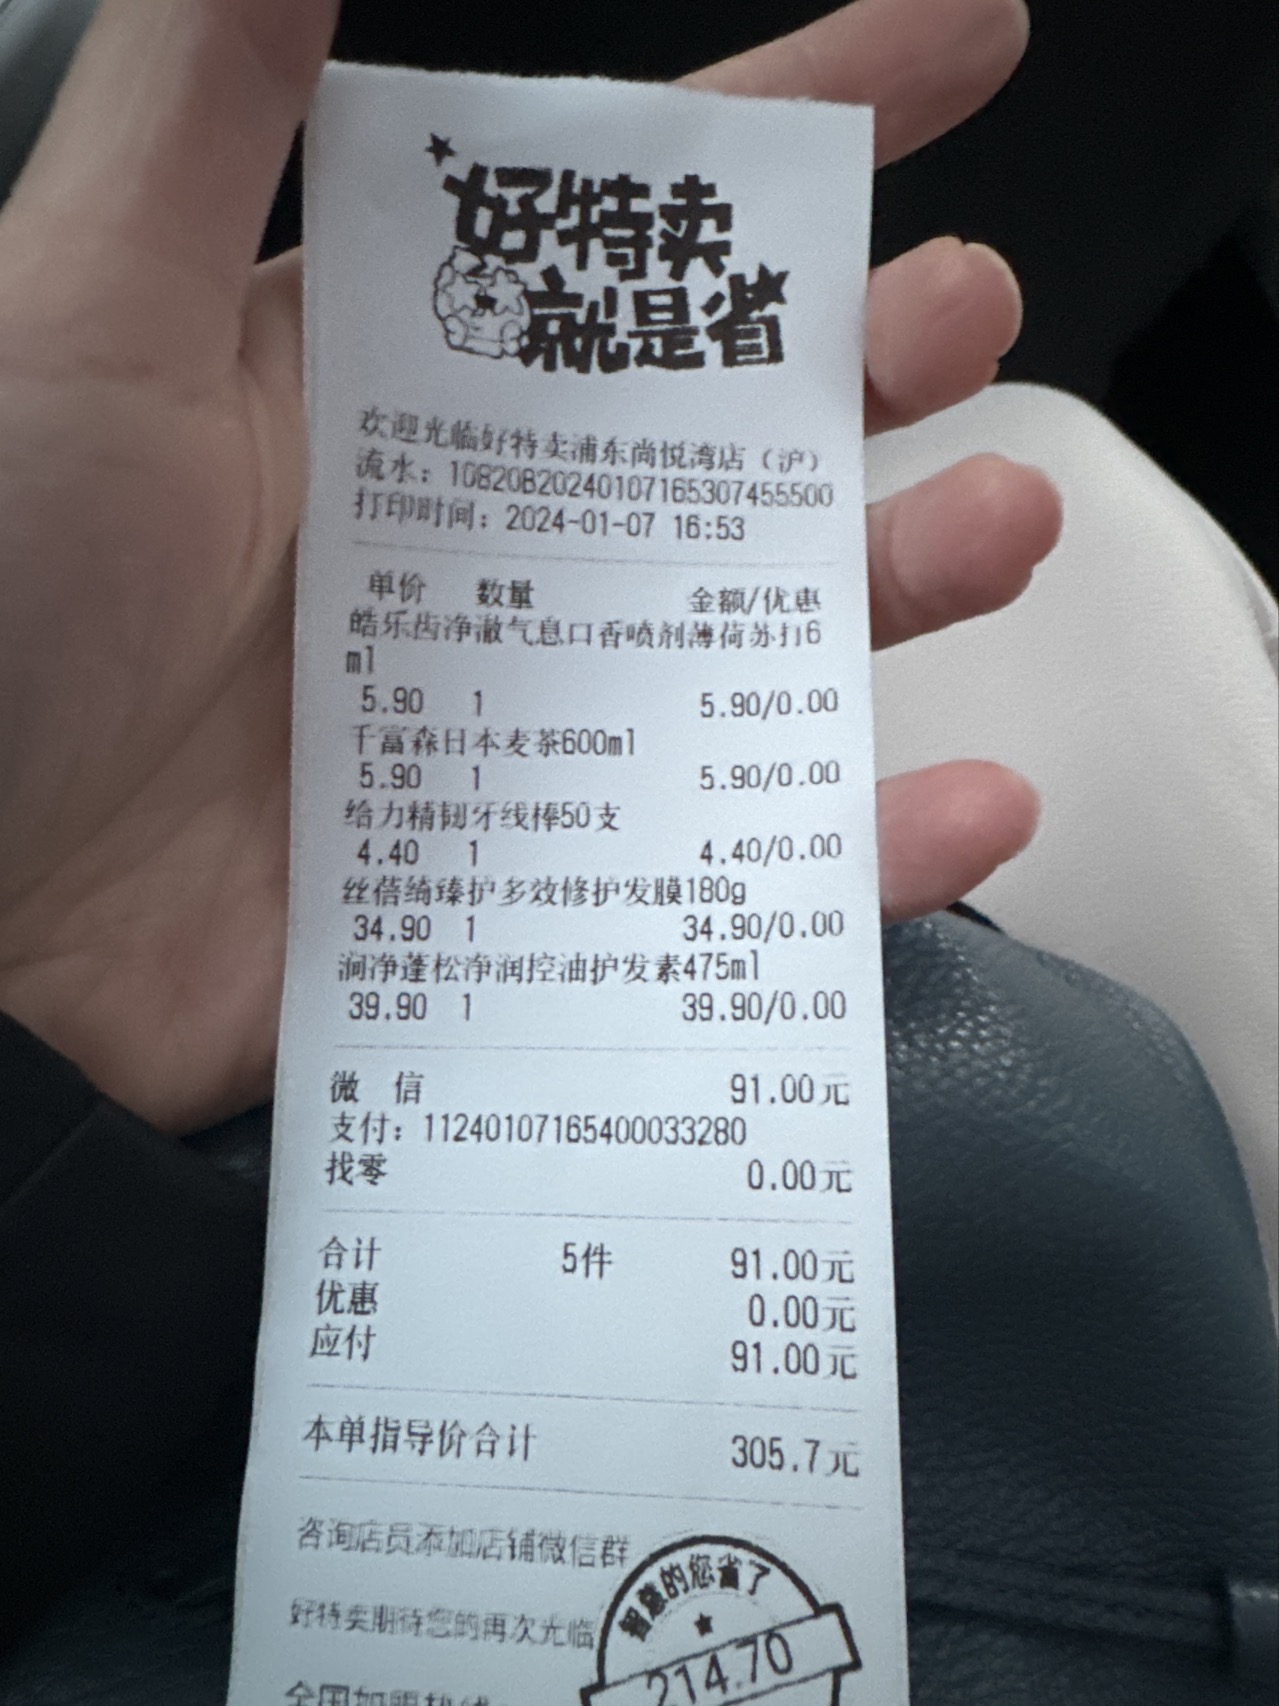 好特卖
就是省
欢迎光临好特卖浦东尚悦湾店（沪）
流水：10820820240107165307455500
打印时间：2024-01-07 16:53
单价 数量 金额/优惠
皓乐齿净澈气息口香喷剂薄荷苏打6
ml
5.90 1 5.90/0.00
千富森日本麦茶600ml
5.90 1 5.90/0.00
给力精韧牙线棒50支
4.40 1 4.40/0.00
丝蓓绮臻护多效修护发膜180g
34.90 1 34.90/0.00
涧净蓬松净润控油护发素475ml
39.90 1 39.90/0.00
微 信 91.00元
支付：11240107165400033280
找零 0.00元
合计 5件 91.00元
优惠 0.00元
应付 91.00元
本单指导价合计 305.7元
咨询店员添加店铺微信群
好特卖期待您的再次光临
智慧的您省了
214.70
全国加盟热线